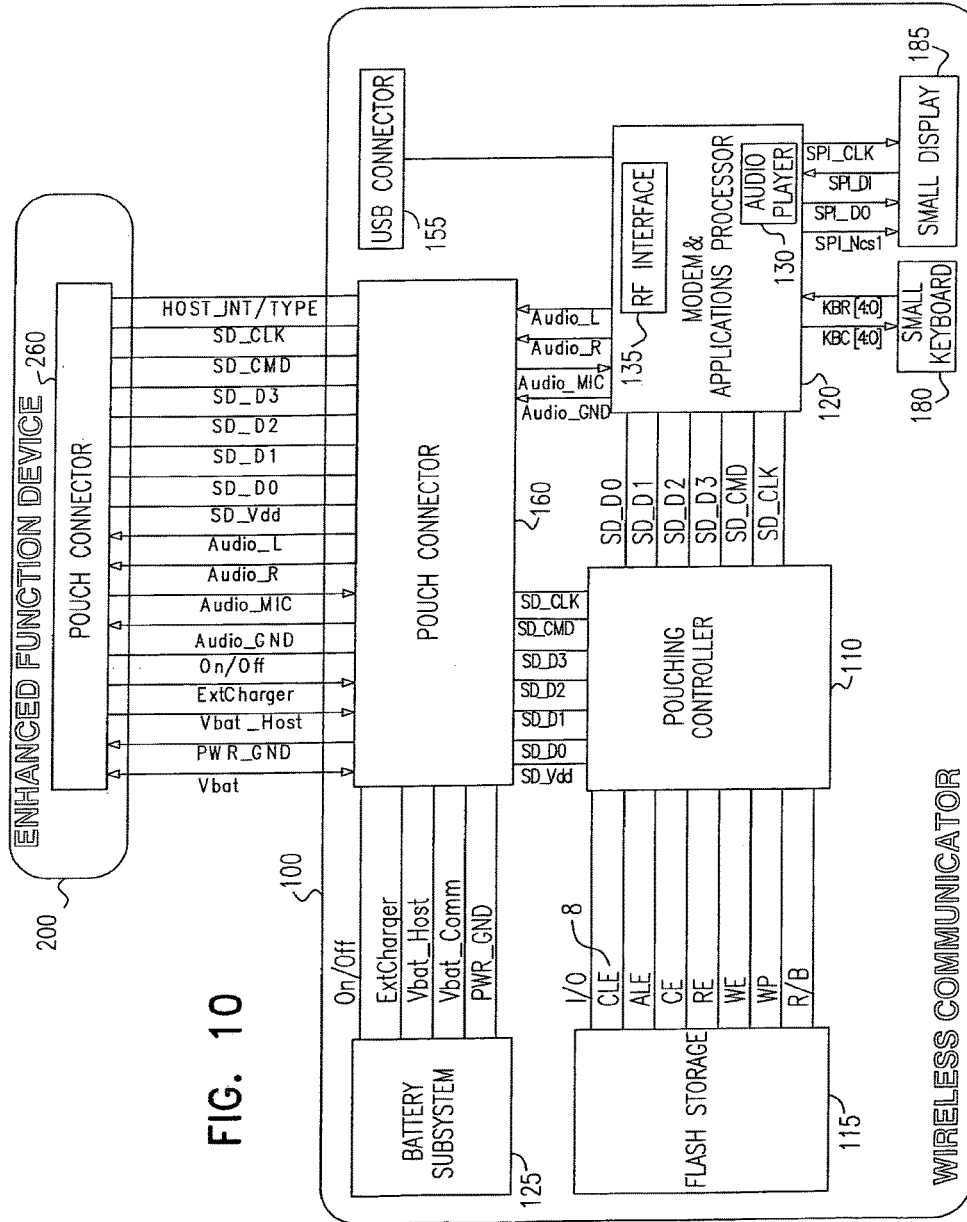 FIG. 10
ENHANCED FUNCTION DEVICE
200
POUCH CONNECTOR
260
HOST_INT/TYPE
SD_CLK
SD_CMD
SD_D3
SD_D2
SD_D1
SD_D0
SD_Vdd
Audio_L
Audio_R
Audio_MIC
Audio_GND
On/Off
ExtCharger
Vbat_Host
PWR_GND
Vbat
100
BATTERY
SUBSYSTEM
125
On/Off
ExtCharger
Vbat_Host
Vbat_Comm
PWR_GND
POUCH CONNECTOR
160
USB CONNECTOR
155
Audio_L
Audio_R
Audio_MIC
Audio_GND
RF INTERFACE
135
MODEM &
APPLICATIONS PROCESSOR
AUDIO
PLAYER
130
120
FLASH STORAGE
115
I/O
8
CLE
ALE
CE
RE
WE
WP
R/B
POUCHING
CONTROLLER
110
SD_CLK
SD_CMD
SD_D3
SD_D2
SD_D1
SD_D0
SD_Vdd
SD_D0
SD_D1
SD_D2
SD_D3
SD_CMD
SD_CLK
SPI_CLK
SPI_DI
SPI_DO
SPI_Ncs1
SMALL DISPLAY
185
KBR [4:0]
KBC [4:0]
SMALL
KEYBOARD
180
WIRELESS COMMUNICATOR